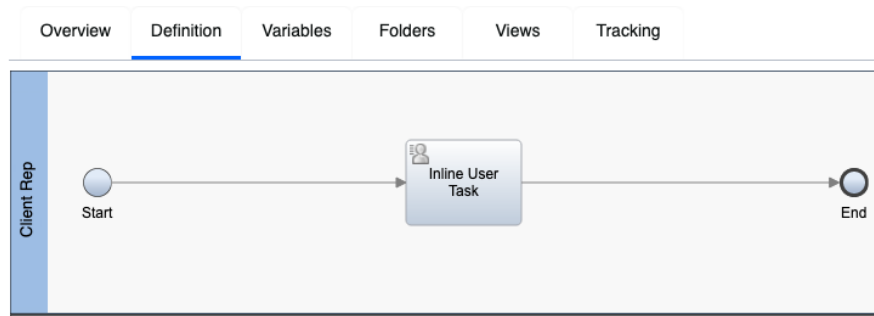 Overview Definition Variables Folders Views Tracking
Client Rep
Start
Inline User
Task
End